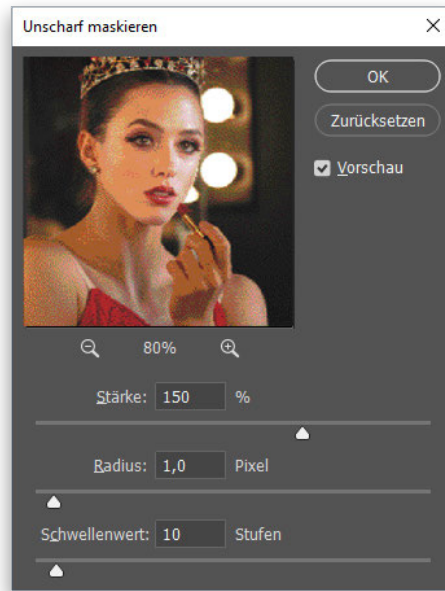 Unscharf maskieren
OK
Zurücksetzen
Vorschau
80%
Stärke: 150 %
Radius: 1,0 Pixel
Schwellenwert: 10 Stufen